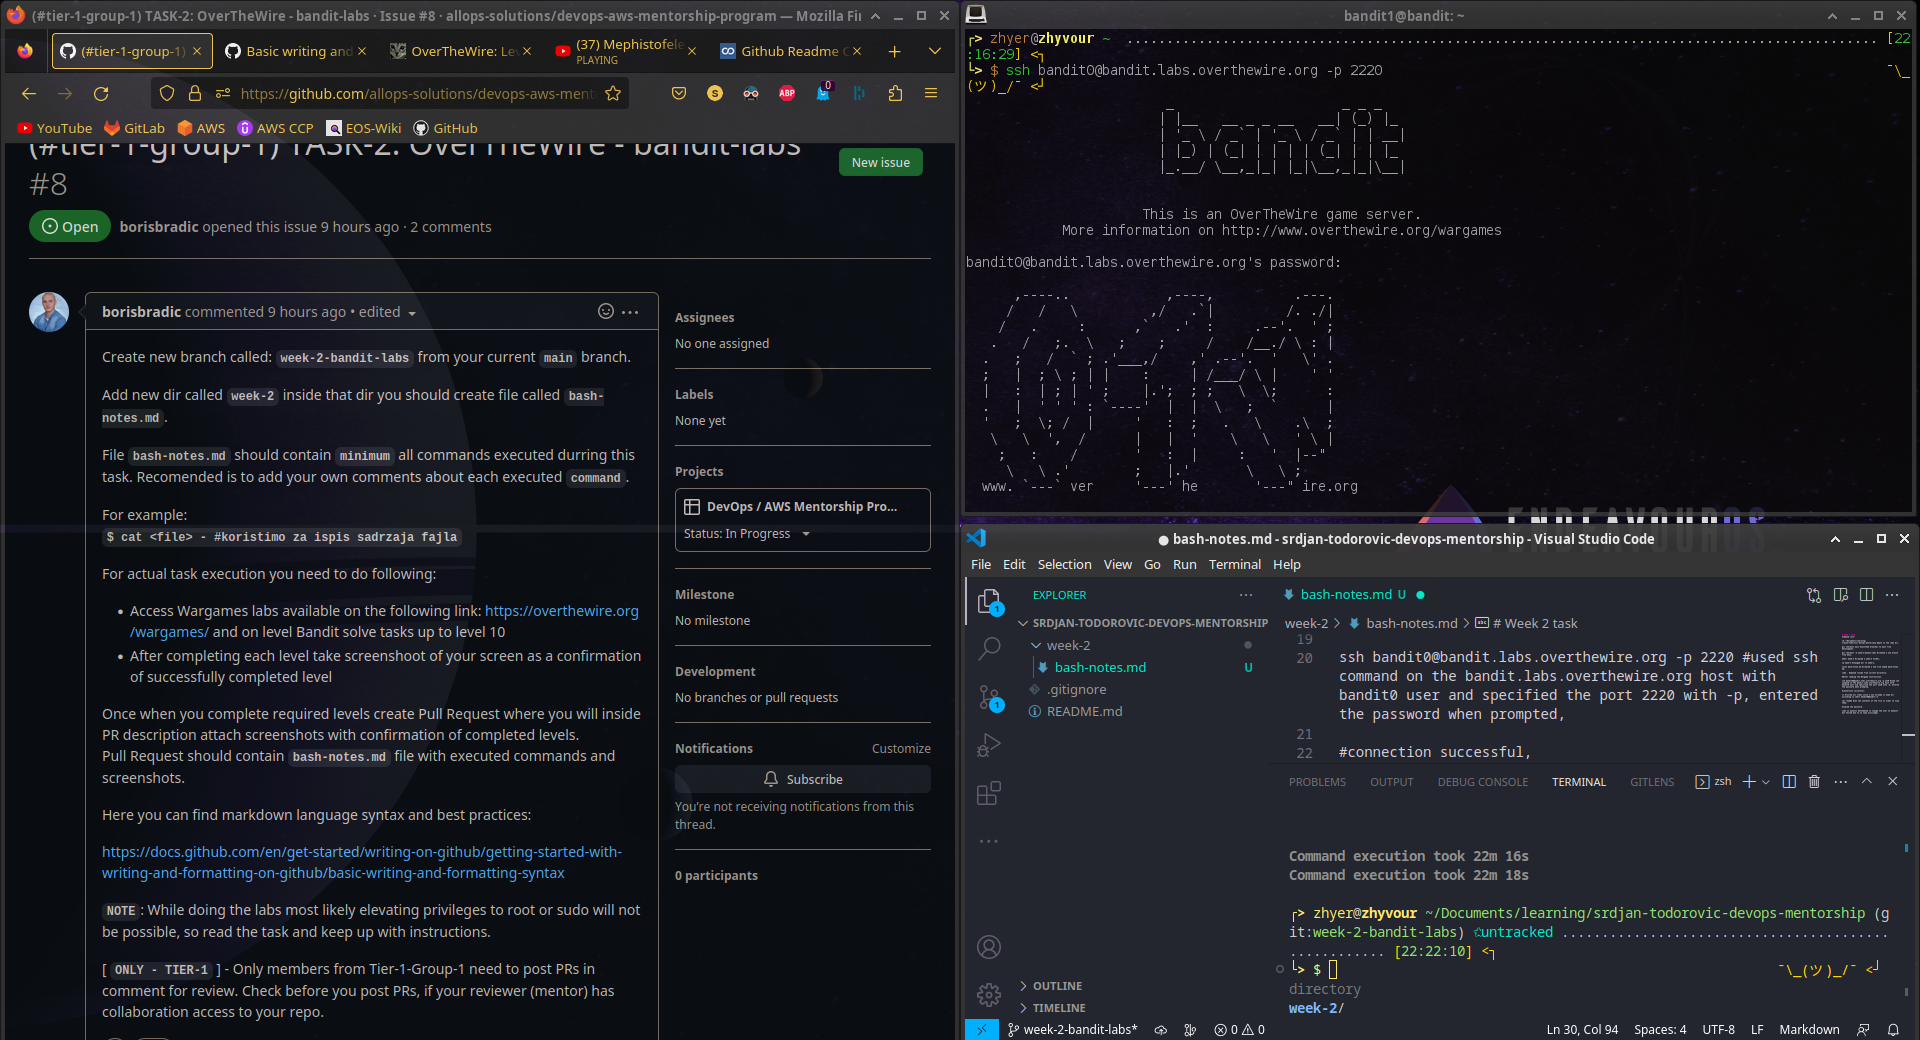 (#tier-1-group-1) TASK-2: OverTheWire - bandit-labs · Issue #8 · allops-solutions/devops-aws-mentorship-program — Mozilla Fir
(#tier-1-group-1)
Basic writing and
OverTheWire: Le
(37) Mephistofele
PLAYING
Github Readme C
https://github.com/allops-solutions/devops-aws-ment
S
ABP
0
YouTube
GitLab
AWS
AWS CCP
EOS-Wiki
GitHub
(#tier-1-group-1) TASK-2: OverTheWire - bandit-labs
#8
New issue
Open
borisbradic opened this issue 9 hours ago · 2 comments
borisbradic commented 9 hours ago • edited
Create new branch called: week-2-bandit-labs from your current main branch.
Add new dir called week-2 inside that dir you should create file called bash-
notes.md .
File bash-notes.md should contain minimum all commands executed durring this
task. Recomended is to add your own comments about each executed command .
For example:
$ cat <file> - #koristimo za ispis sadrzaja fajla
For actual task execution you need to do following:
• Access Wargames labs available on the following link: https://overthewire.org
/wargames/ and on level Bandit solve tasks up to level 10
• After completing each level take screenshoot of your screen as a confirmation
of successfully completed level
Once when you complete required levels create Pull Request where you will inside
PR description attach screenshots with confirmation of completed levels.
Pull Request should contain bash-notes.md file with executed commands and
screenshots.
Here you can find markdown language syntax and best practices:
https://docs.github.com/en/get-started/writing-on-github/getting-started-with-
writing-and-formatting-on-github/basic-writing-and-formatting-syntax
NOTE : While doing the labs most likely elevating privileges to root or sudo will not
be possible, so read the task and keep up with instructions.
[ ONLY - TIER-1 ] - Only members from Tier-1-Group-1 need to post PRs in
comment for review. Check before you post PRs, if your reviewer (mentor) has
collaboration access to your repo.
Assignees
No one assigned
Labels
None yet
Projects
DevOps / AWS Mentorship Pro...
Status: In Progress
Milestone
No milestone
Development
No branches or pull requests
Notifications
Customize
Subscribe
You're not receiving notifications from this
thread.
0 participants
bandit1@bandit: ~
zhyer@zhyvour ~ [22
:16:29] <
> $ ssh bandit0@bandit.labs.overthewire.org -p 2220 ¯\_
(ツ)_/¯ <
bandit
This is an OverTheWire game server.
More information on http://www.overthewire.org/wargames
bandit0@bandit.labs.overthewire.org's password:
www. ver he ire.org
ENDEAVOUROS
● bash-notes.md - srdjan-todorovic-devops-mentorship - Visual Studio Code
File
Edit
Selection
View
Go
Run
Terminal
Help
1
1
EXPLORER
SRDJAN-TODOROVIC-DEVOPS-MENTORSHIP
week-2
bash-notes.md U
.gitignore
README.md
OUTLINE
TIMELINE
bash-notes.md U
week-2 > bash-notes.md > # Week 2 task
19
20 ssh bandit0@bandit.labs.overthewire.org -p 2220 #used ssh
command on the bandit.labs.overthewire.org host with
bandit0 user and specified the port 2220 with -p, entered
the password when prompted,
21
22 #connection successful,
PROBLEMS
OUTPUT
DEBUG CONSOLE
TERMINAL
GITLENS
zsh
Command execution took 22m 16s
Command execution took 22m 18s
zhyer@zhyvour ~/Documents/learning/srdjan-todorovic-devops-mentorship (g
it:week-2-bandit-labs) ✩untracked ........................................
............ [22:22:10] <
> $ ¯\_(ツ)_/¯ <
directory
week-2/
week-2-bandit-labs*
0
0
Ln 30, Col 94
Spaces: 4
UTF-8
LF
Markdown